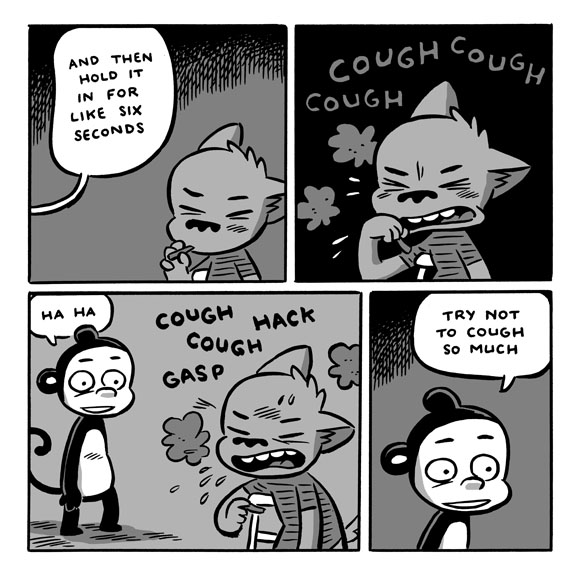 AND THEN
HOLD IT
IN FOR
LIKE SIX
SECONDS
COUGH COUGH
COUGH
HA HA
COUGH HACK
COUGH
GASP
TRY NOT
TO COUGH
SO MUCH